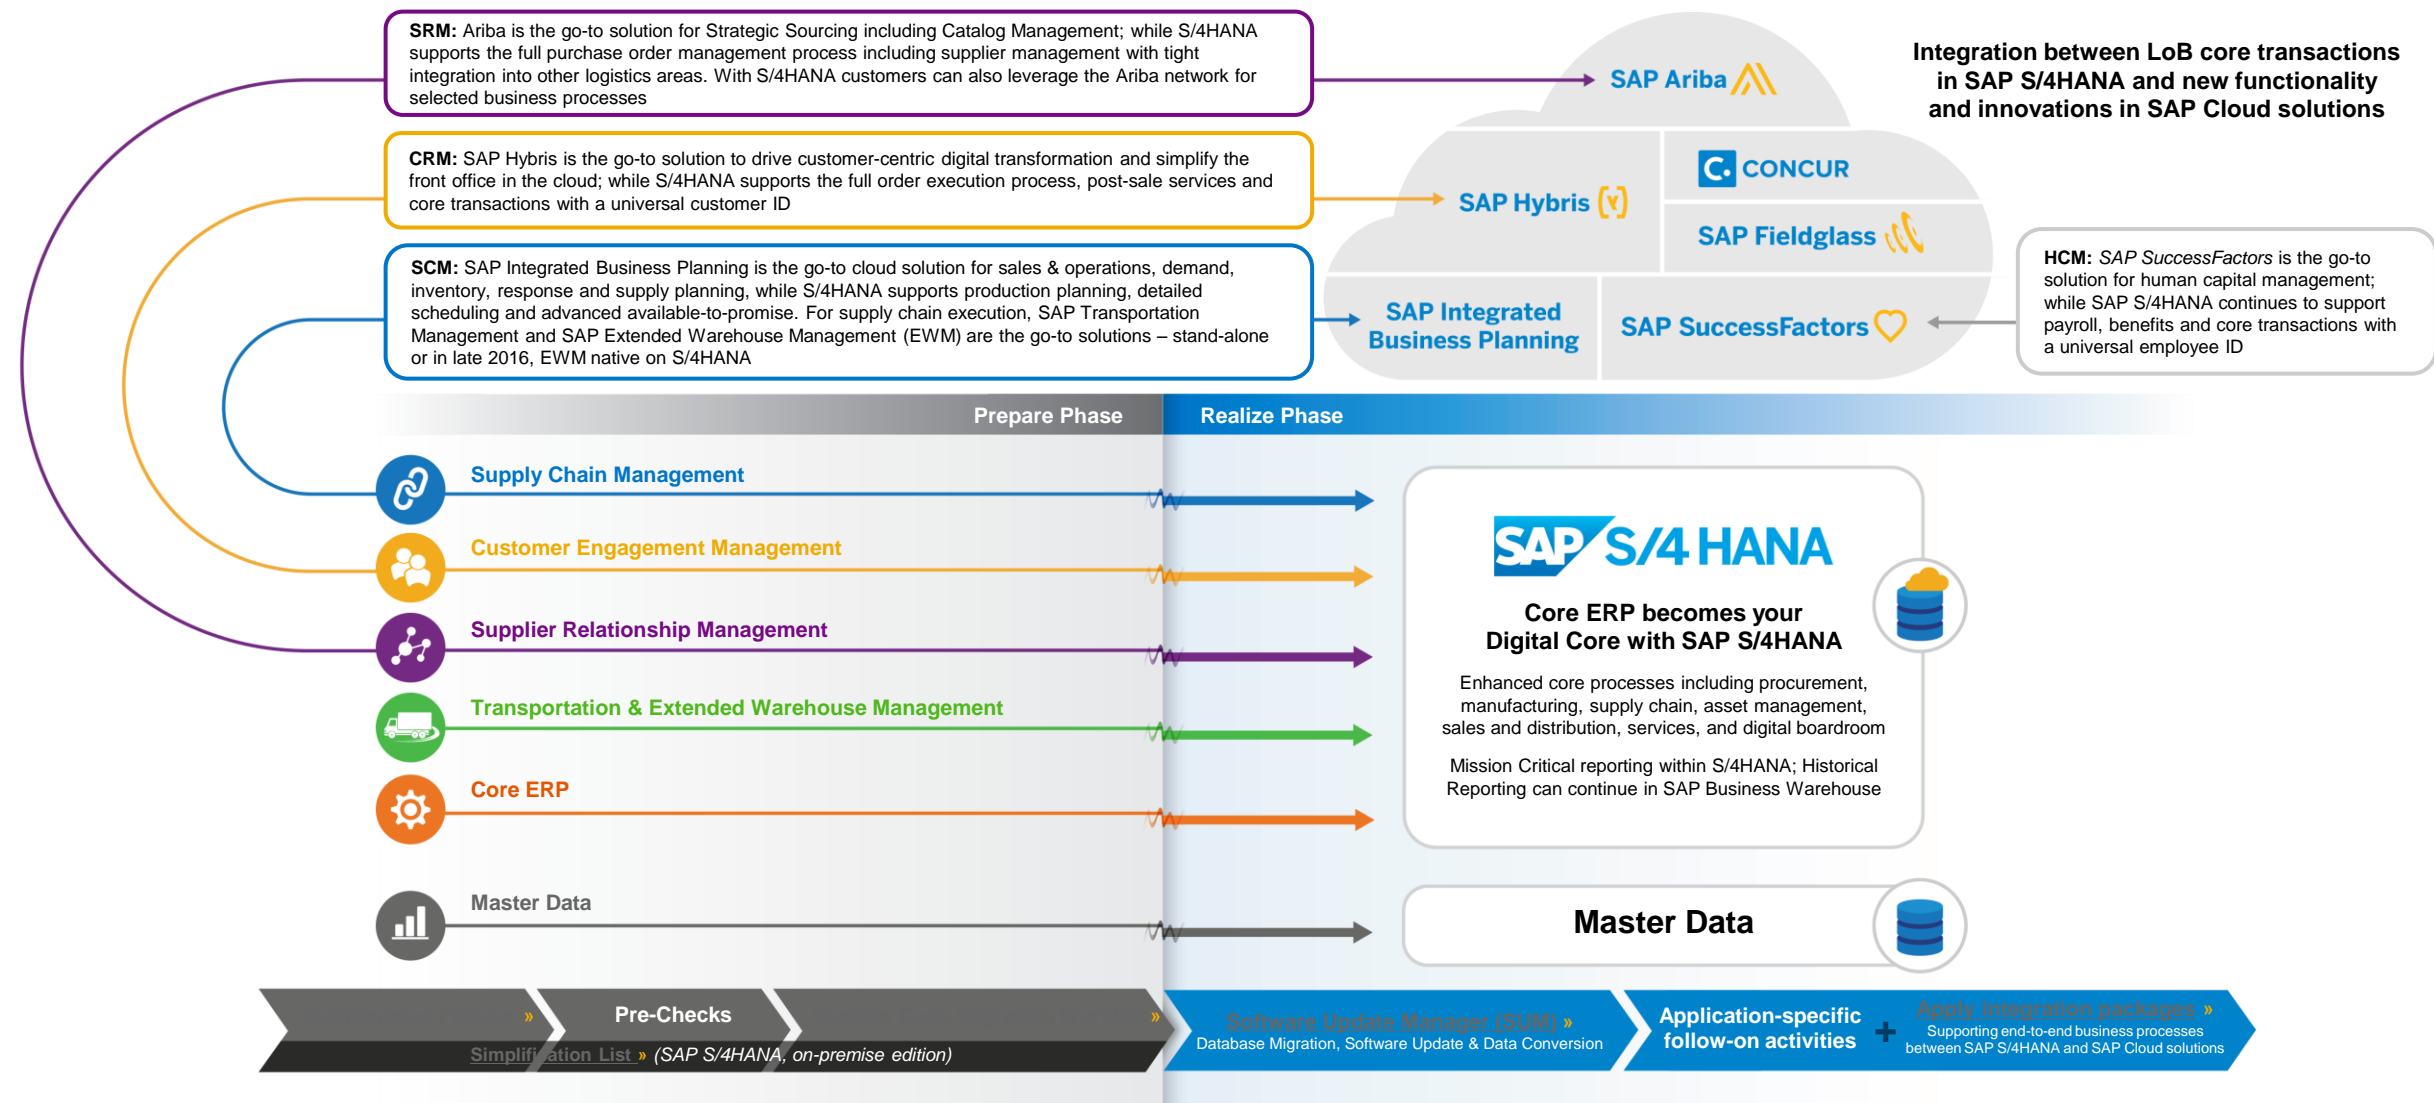 SRM: Ariba is the go-to solution for Strategic Sourcing including Catalog Management; while S/4HANA
supports the full purchase order management process including supplier management with tight
integration into other logistics areas. With S/4HANA customers can also leverage the Ariba network for
selected business processes
SAP Ariba
Integration between LoB core transactions
in SAP S/4HANA and new functionality
and innovations in SAP Cloud solutions
CRM: SAP Hybris is the go-to solution to drive customer-centric digital transformation and simplify the
front office in the cloud; while S/4HANA supports the full order execution process, post-sale services and
core transactions with a universal customer ID
SAP Hybris
C. CONCUR
SAP Fieldglass
SCM: SAP Integrated Business Planning is the go-to cloud solution for sales & operations, demand,
inventory, response and supply planning, while S/4HANA supports production planning, detailed
scheduling and advanced available-to-promise. For supply chain execution, SAP Transportation
Management and SAP Extended Warehouse Management (EWM) are the go-to solutions – stand-alone
or in late 2016, EWM native on S/4HANA
SAP Integrated
Business Planning
SAP SuccessFactors
HCM: SAP SuccessFactors is the go-to
solution for human capital management;
while SAP S/4HANA continues to support
payroll, benefits and core transactions with
a universal employee ID
Prepare Phase
Realize Phase
Supply Chain Management
Customer Engagement Management
Supplier Relationship Management
Transportation & Extended Warehouse Management
Core ERP
Master Data
SAP S/4 HANA
Core ERP becomes your
Digital Core with SAP S/4HANA
Enhanced core processes including procurement,
manufacturing, supply chain, asset management,
sales and distribution, services, and digital boardroom
Mission Critical reporting within S/4HANA; Historical
Reporting can continue in SAP Business Warehouse
Master Data
»
Pre-Checks
»
Simplification List » (SAP S/4HANA, on-premise edition)
Software Update Manager (SUM) »
Database Migration, Software Update & Data Conversion
Application-specific
follow-on activities
+
Apply integration packages »
Supporting end-to-end business processes
between SAP S/4HANA and SAP Cloud solutions